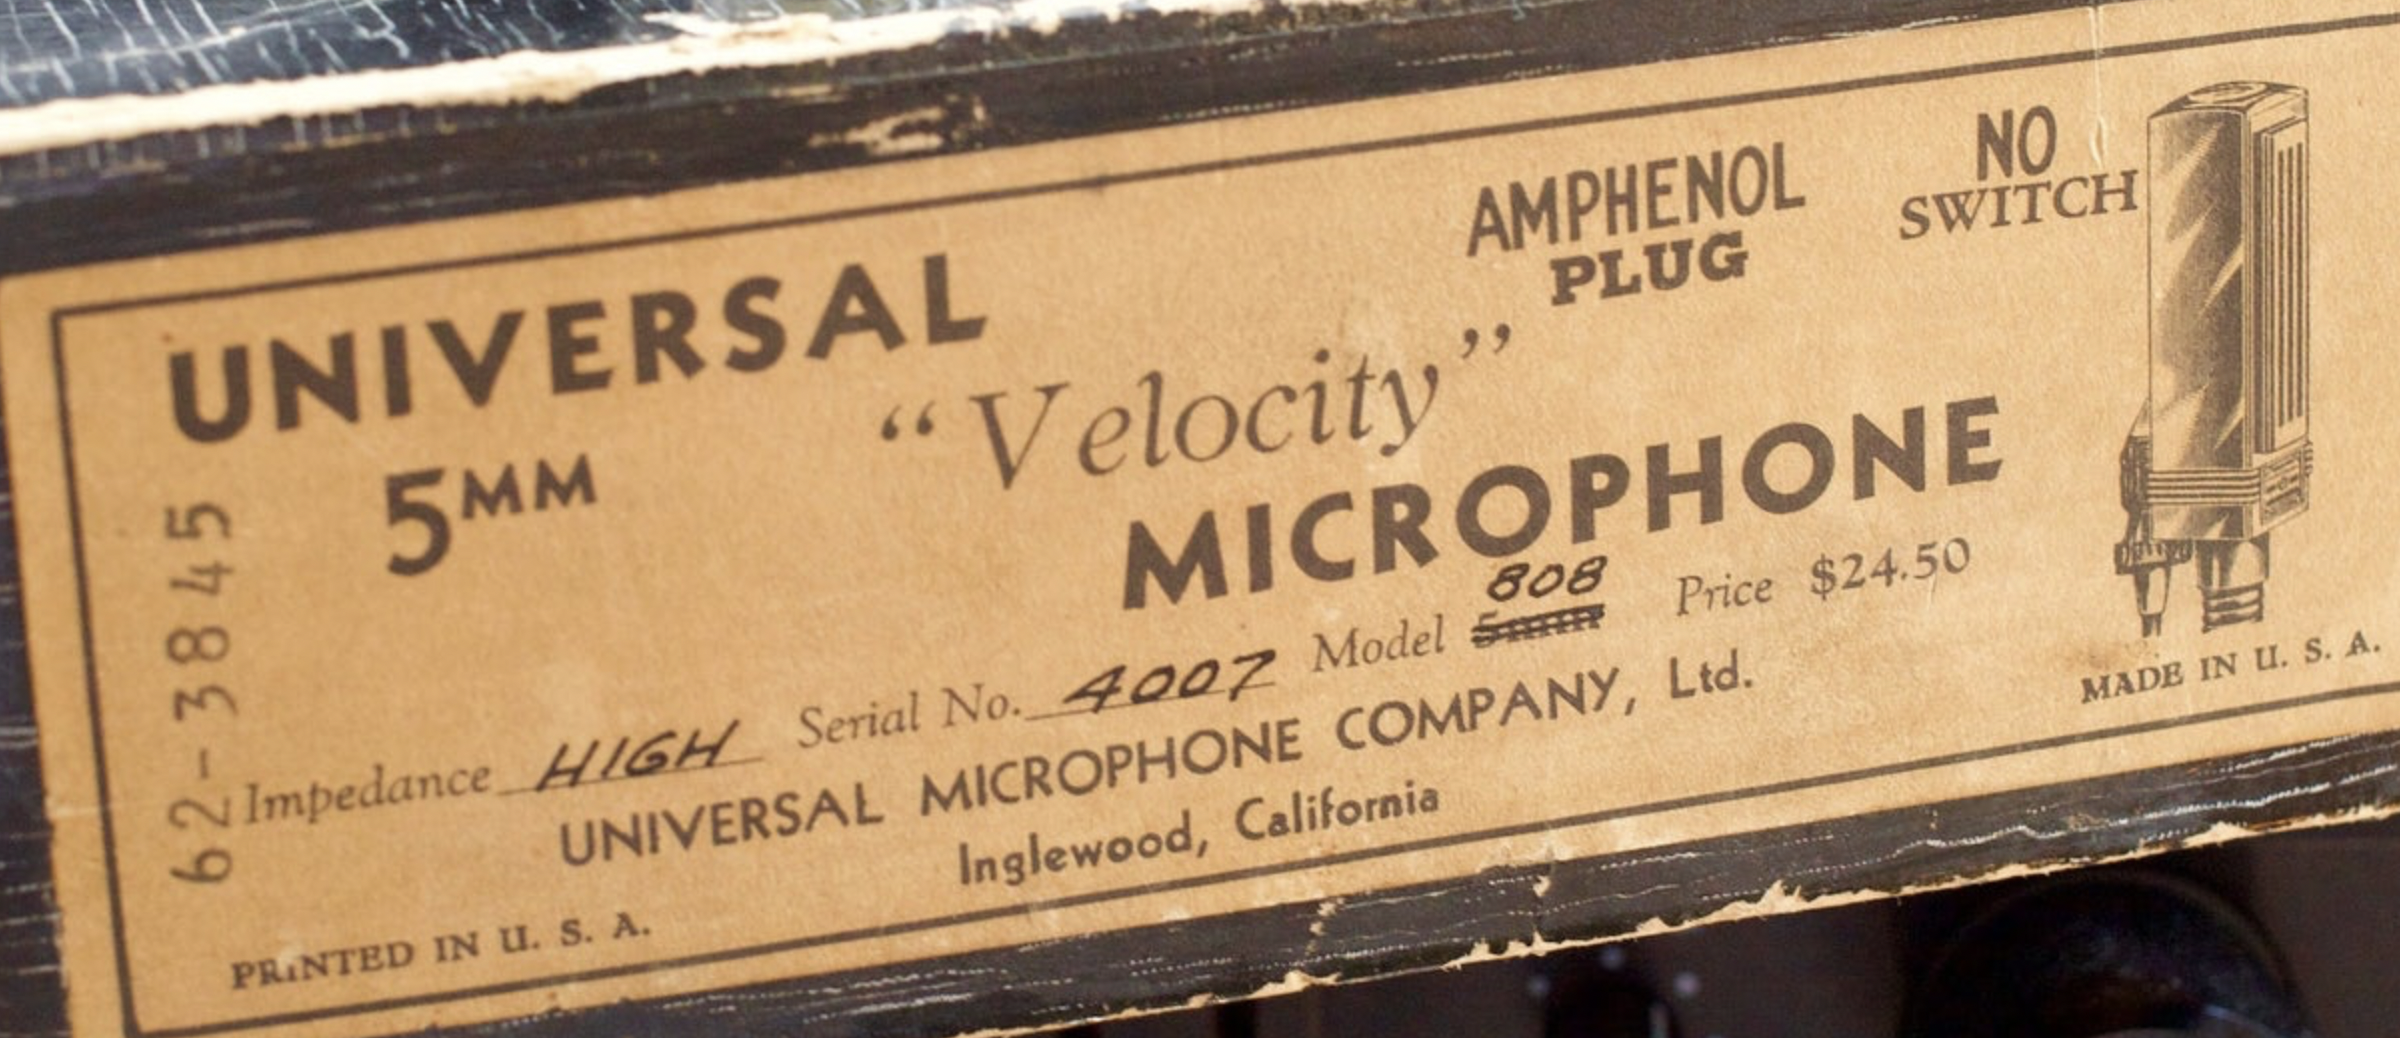 UNIVERSAL
5MM
"Velocity"
MICROPHONE
AMPHENOL
PLUG
NO
SWITCH
808
Impedance HIGH Serial No. 4007 Model 5mm Price $24.50
UNIVERSAL MICROPHONE COMPANY, Ltd.
Inglewood, California
PRINTED IN U. S. A.
MADE IN U. S. A.
62-3845